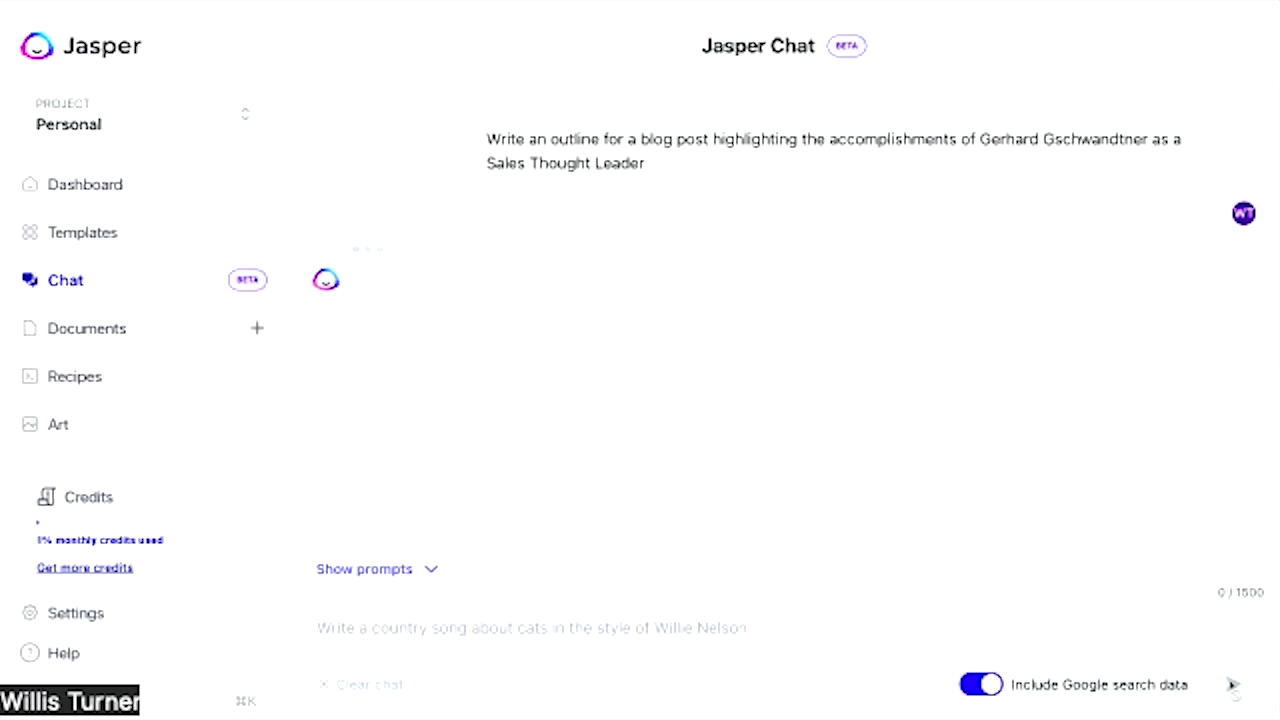 Jasper
Jasper Chat BETA
PROJECT
Personal
Write an outline for a blog post highlighting the accomplishments of Gerhard Gschwandtner as a
Sales Thought Leader
Dashboard
WT
Templates
Chat BETA
Documents +
Recipes
Art
Credits
1% monthly credits used
Get more credits
Show prompts
0 / 1500
Settings
Write a country song about cats in the style of Willie Nelson
Help
Clear chat
Include Google search data
Willis Turner
⌘K